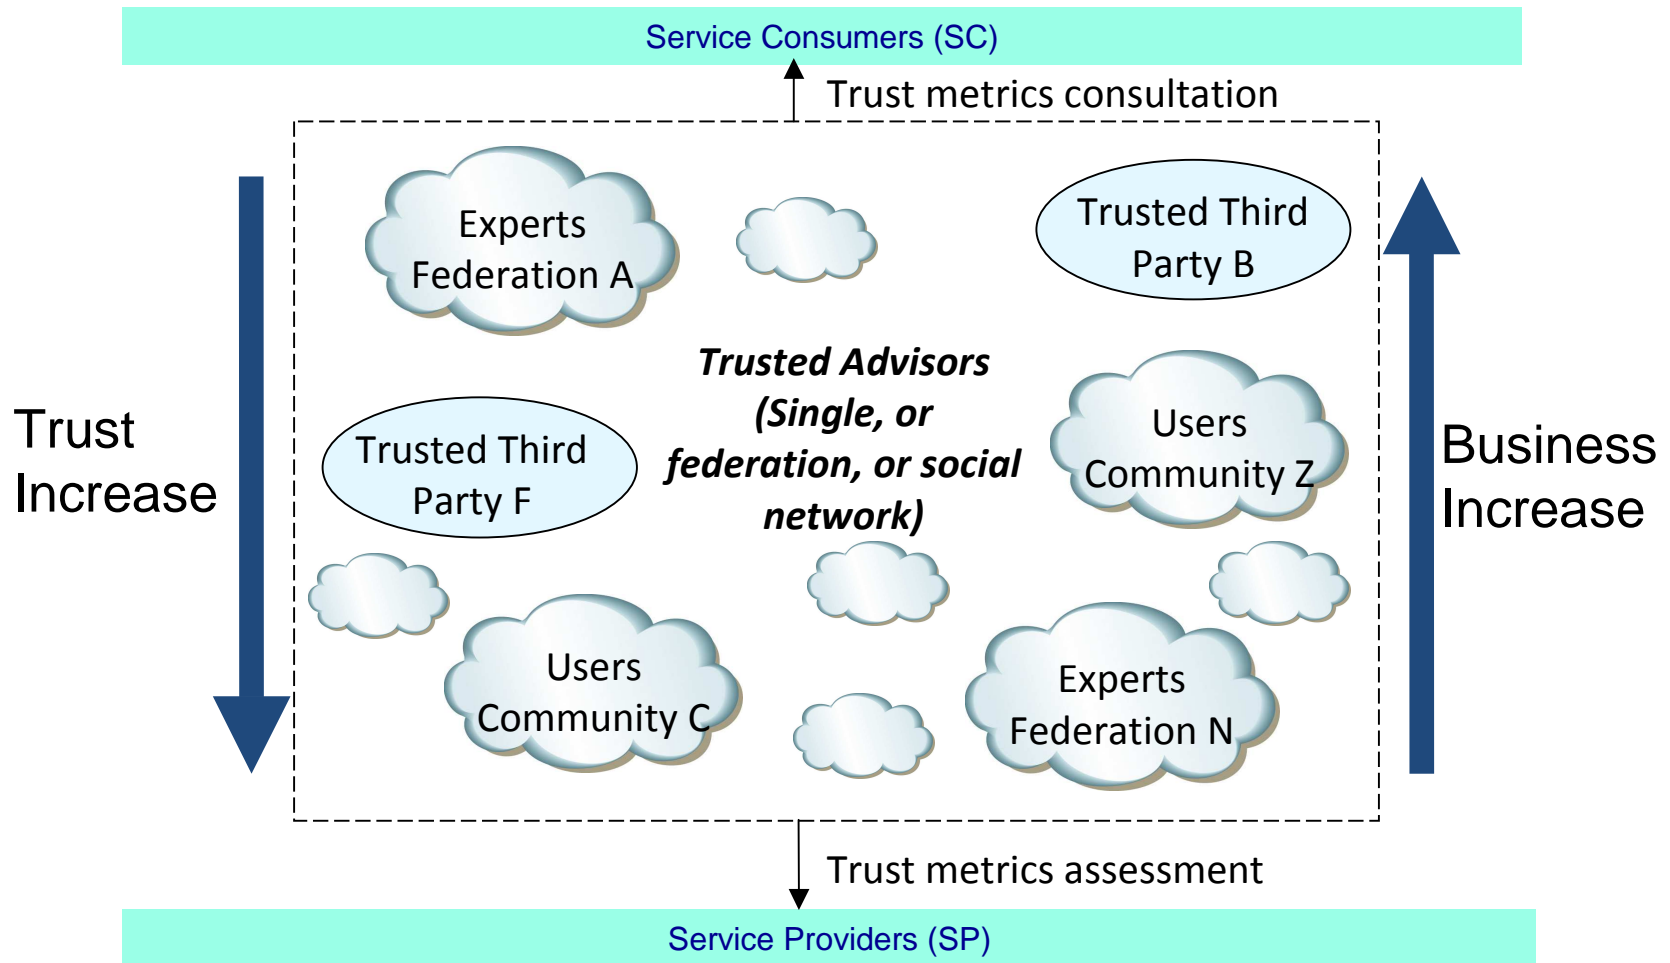 Service Consumers (SC)
Trust metrics consultation
Experts
Federation A
Trusted Third
Party B
Trusted Advisors
(Single, or
federation, or social
network)
Trust
Increase
Trusted Third
Party F
Users
Community Z
Business
Increase
Users
Community C
Experts
Federation N
Trust metrics assessment
Service Providers (SP)